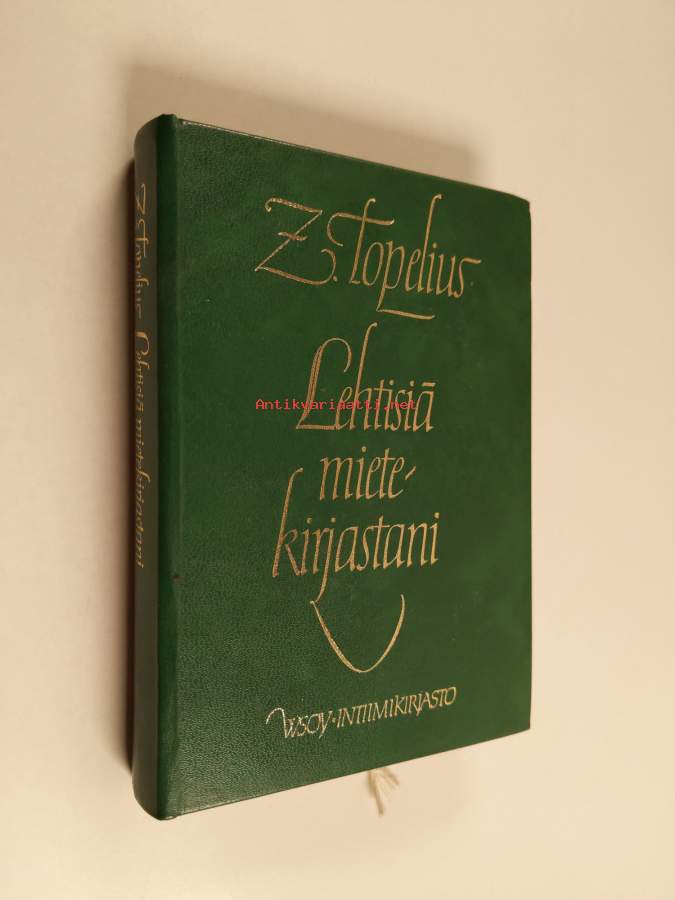 Z. Topelius
Lehtisiä
Antikvariaatti.net
miete-
kirjastani
WSOY•INTIIMIKIRJASTO
Z. Topelius Lehtisiä mietekirjastani